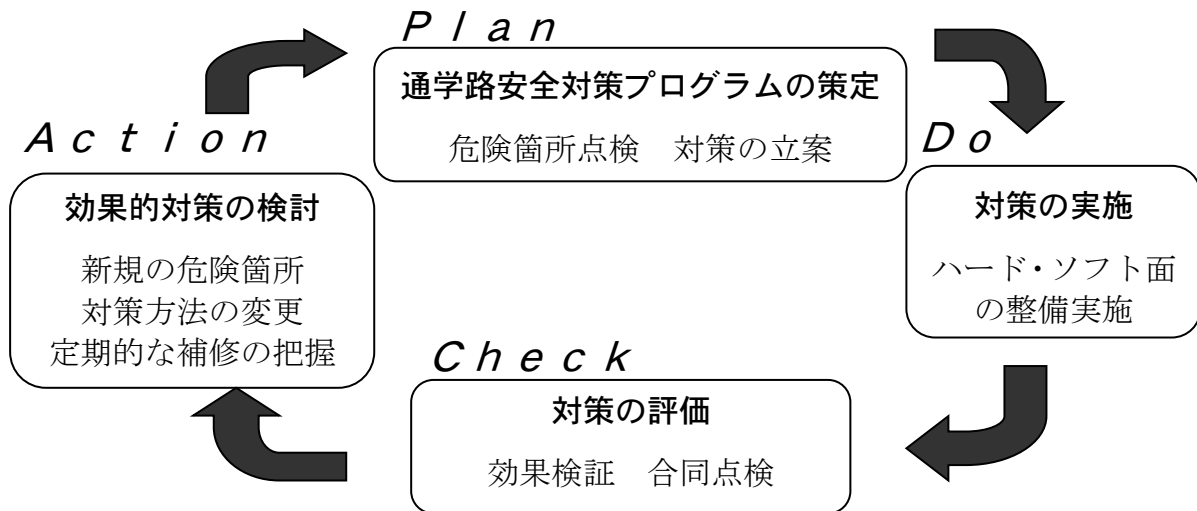 Plan
通学路安全対策プログラムの策定
危険箇所点検　対策の立案
Do
対策の実施
ハード・ソフト面
の整備実施
Check
対策の評価
効果検証　合同点検
Action
効果的対策の検討
新規の危険箇所
対策方法の変更
定期的な補修の把握